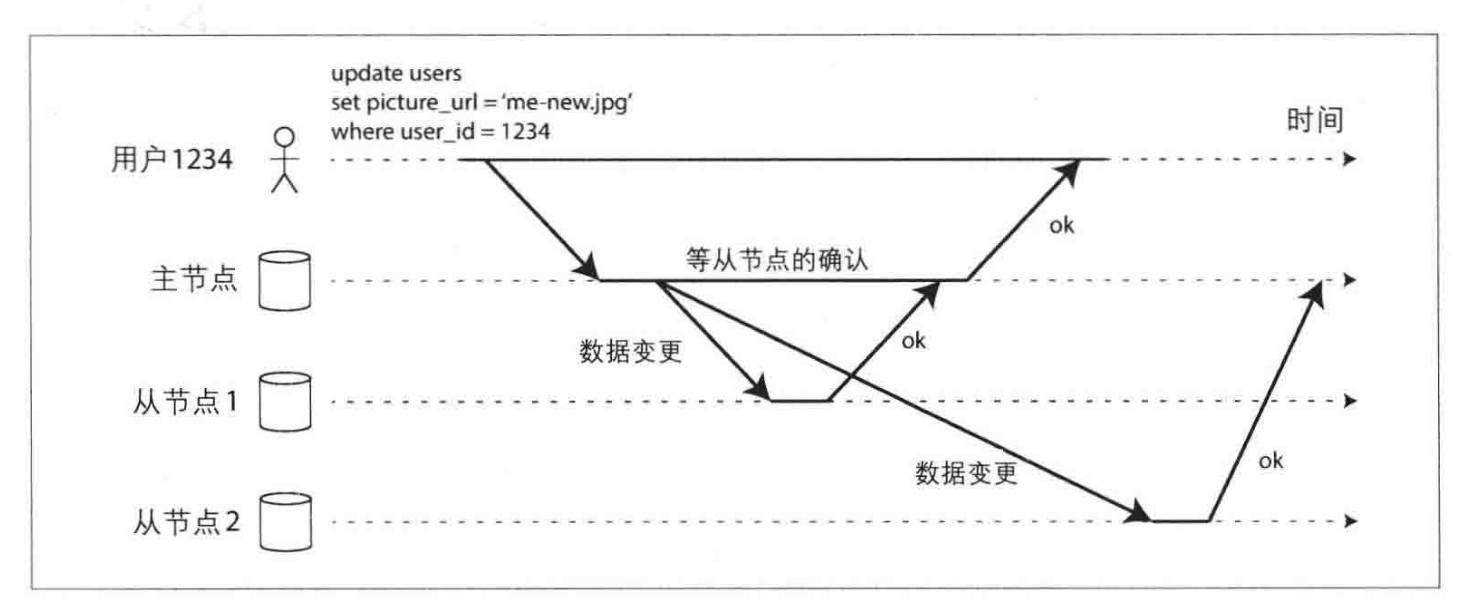 update users
set picture_url = 'me-new.jpg'
where user_id = 1234
时间
用户1234
ok
主节点
等从节点的确认
数据变更
ok
从节点1
数据变更
ok
从节点2